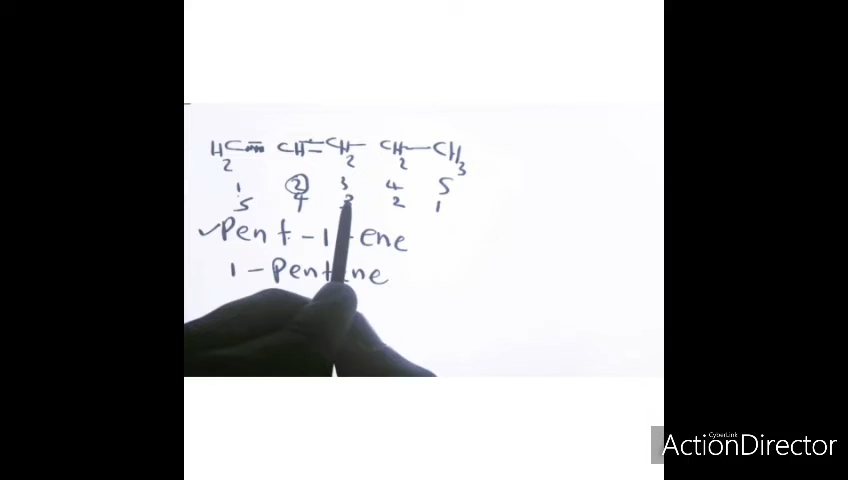 H2C= CH=CH2- CH2-CH3
1 2 3 4 5
5 4 3 2 1
✓Pent-1-ene
1-Pentene
CyberLink
ActionDirector